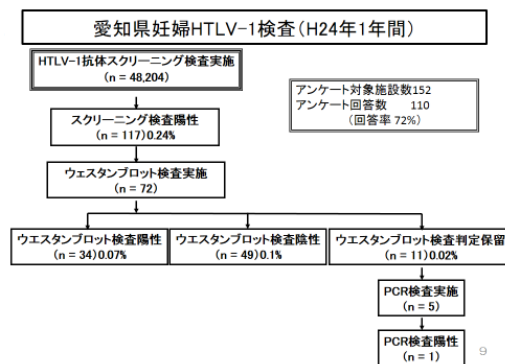 愛知県妊婦HTLV-1検査(H24年1年間)
HTLV-1抗体スクリーニング検査実施
(n = 48,204)
アンケート対象施設数152
アンケート回答数 110
(回答率 72%)
スクリーニング検査陽性
(n = 117)0.24%
ウェスタンブロット検査実施
(n = 72)
ウエスタンブロット検査陽性
(n = 34)0.07%
ウエスタンブロット検査陰性
(n = 49)0.1%
ウエスタンブロット検査判定保留
(n = 11)0.02%
PCR検査実施
(n = 5)
PCR検査陽性
(n = 1)
9